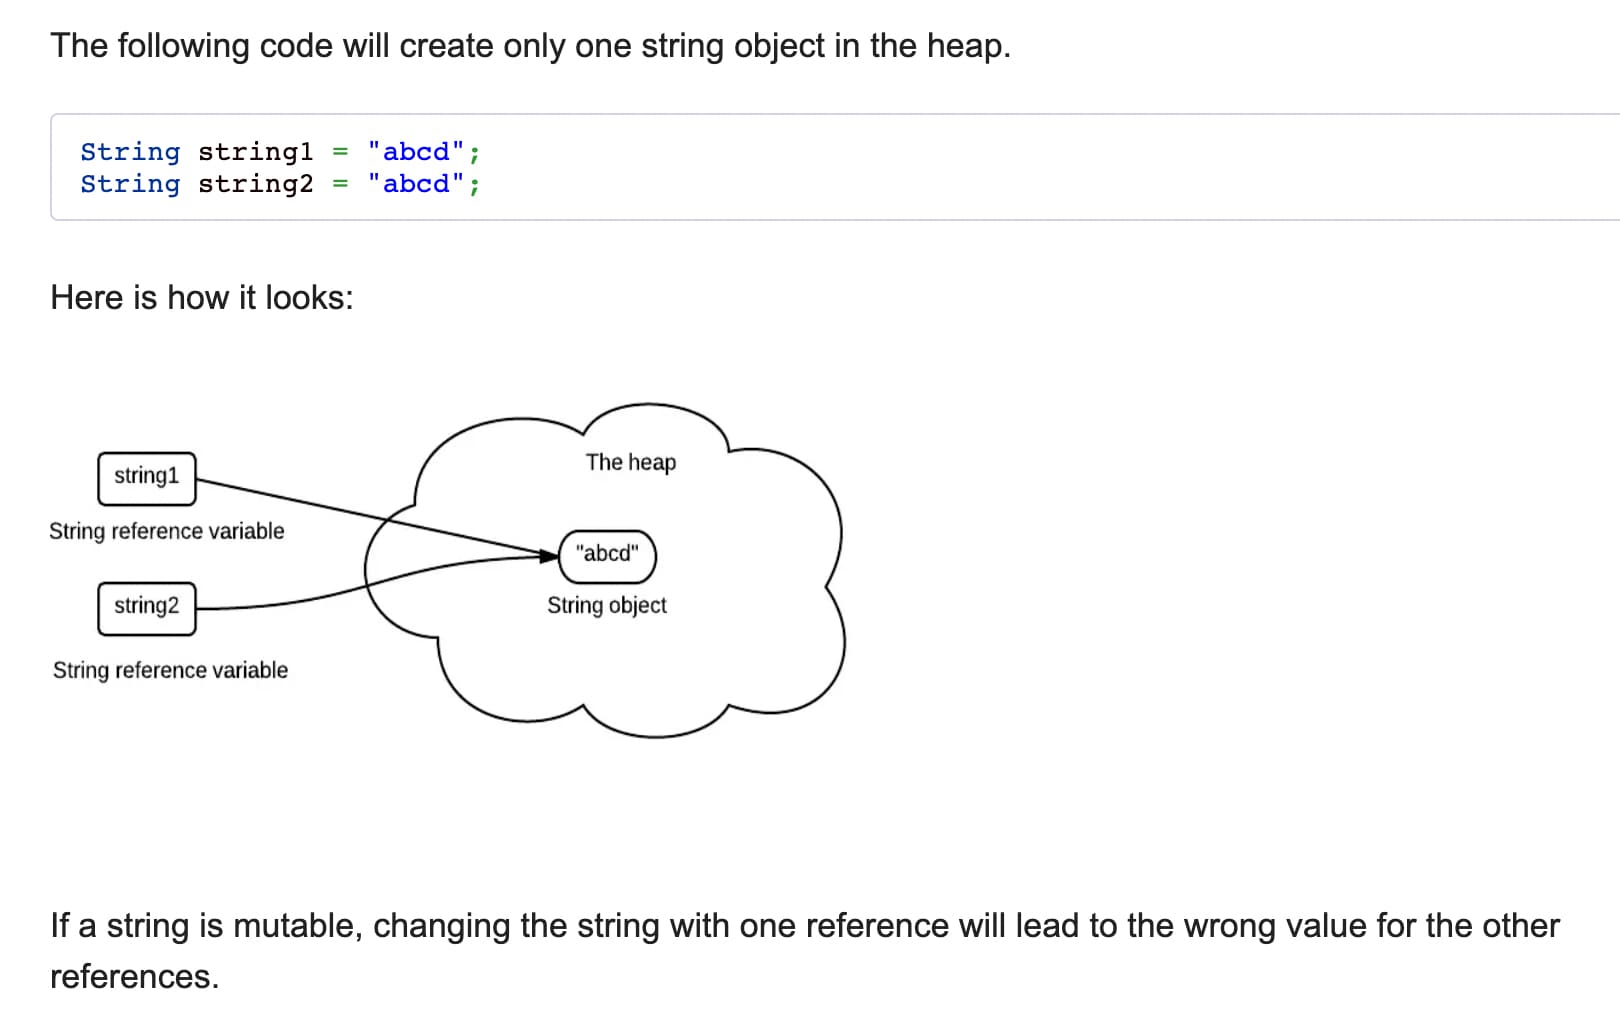 The following code will create only one string object in the heap.
String string1 = "abcd";
String string2 = "abcd";
Here is how it looks:
The heap
string1
String reference variable
"abcd"
string2
String object
String reference variable
If a string is mutable, changing the string with one reference will lead to the wrong value for the other
references.